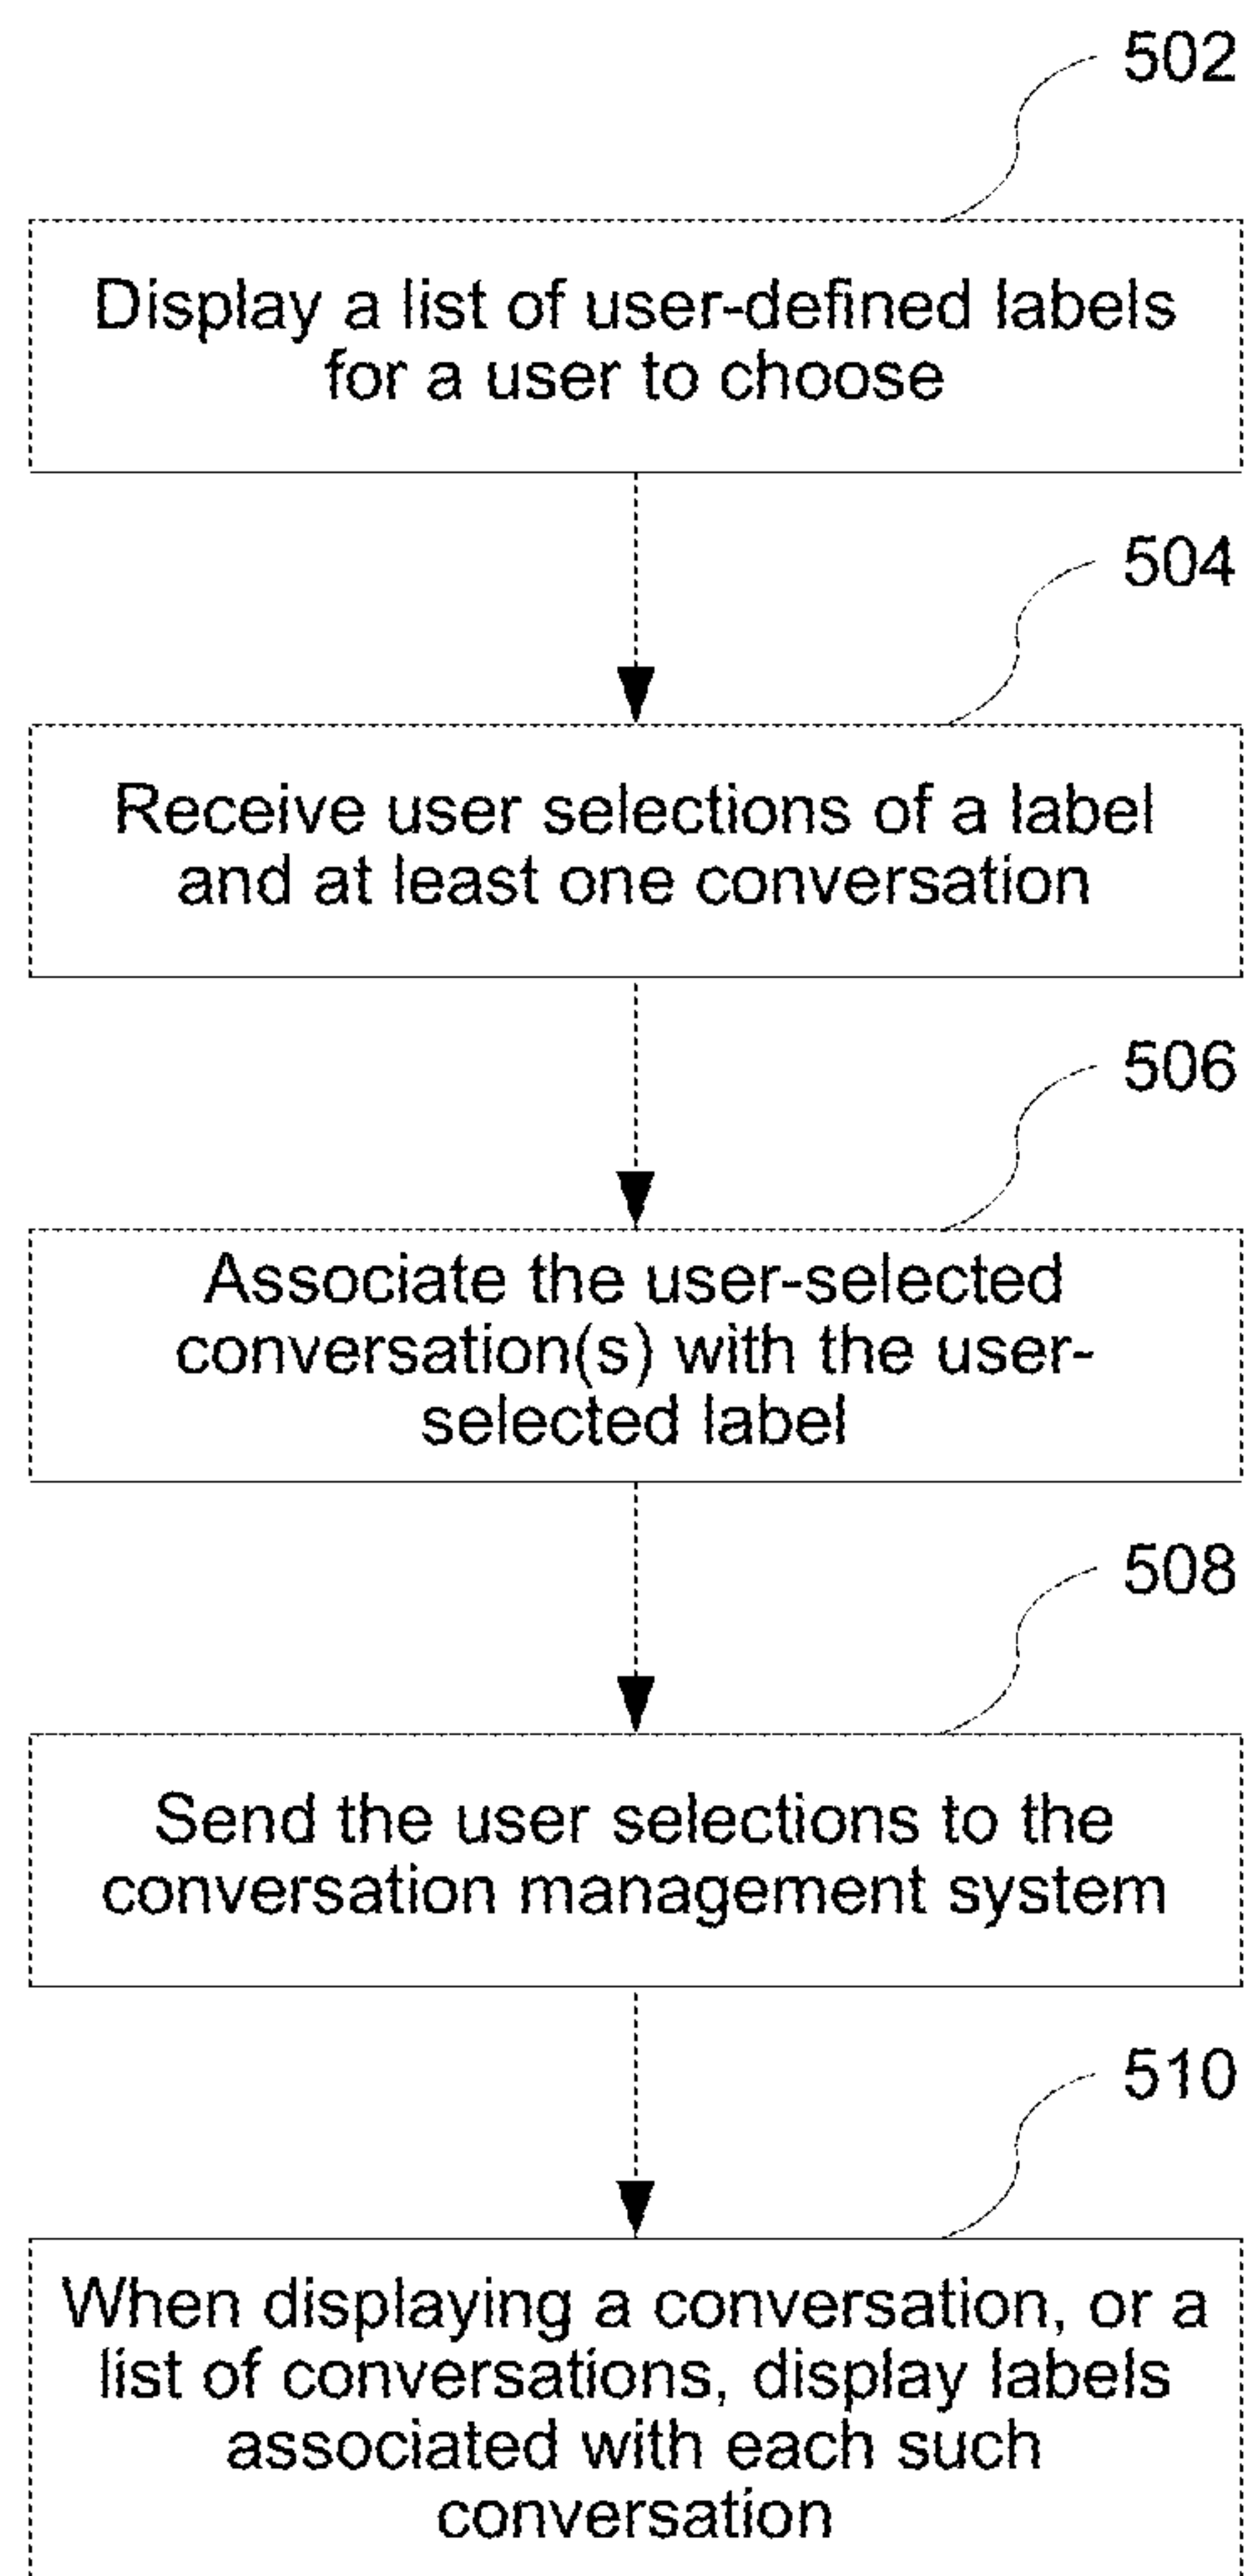 502
Display a list of user-defined labels
for a user to choose
504
Receive user selections of a label
and at least one conversation
506
Associate the user-selected
conversation(s) with the user-
selected label
508
Send the user selections to the
conversation management system
510
When displaying a conversation, or a
list of conversations, display labels
associated with each such
conversation